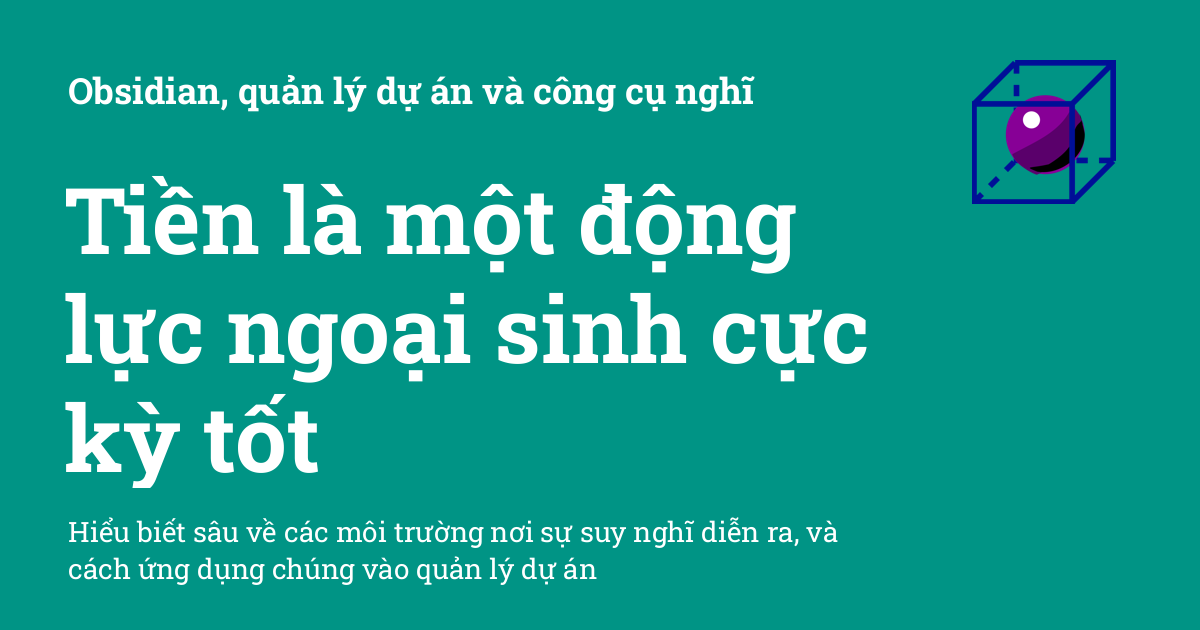 Obsidian, quản lý dự án và công cụ nghĩ
Tiền là một động
lực ngoại sinh cực
kỳ tốt
Hiểu biết sâu về các môi trường nơi sự suy nghĩ diễn ra, và
cách ứng dụng chúng vào quản lý dự án